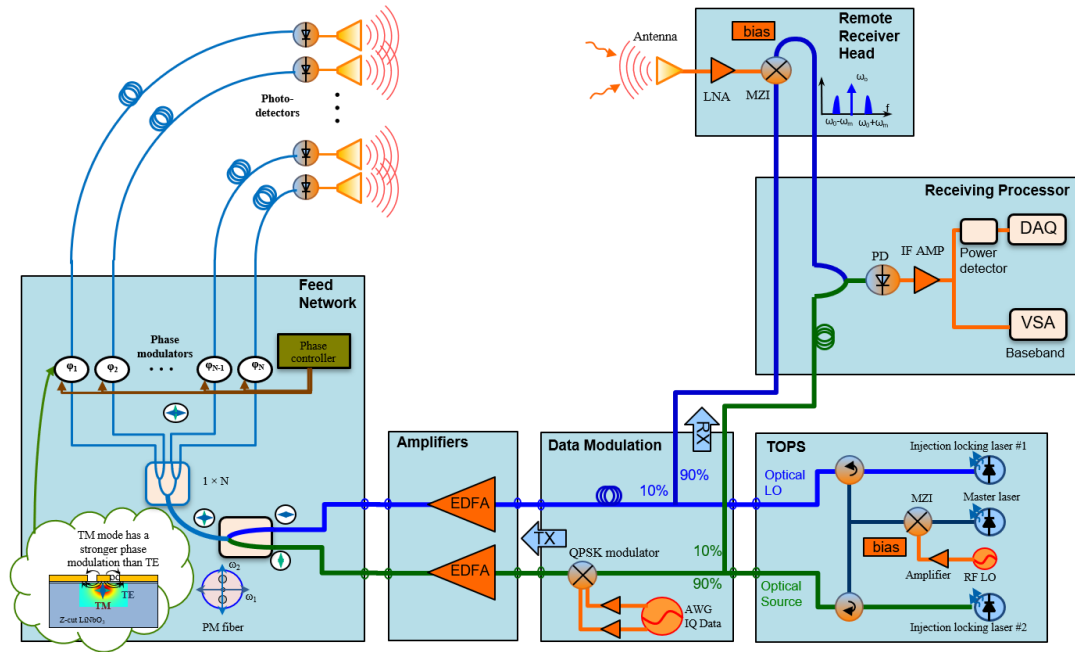 Photo-
detectors
Antenna
bias
Remote
Receiver
Head
LNA
MZI
ω₀
ω₀-ωₘ
ω₀+ωₘ
f
Receiving Processor
PD
IF AMP
Power
detector
DAQ
VSA
Baseband
Feed
Network
Phase
modulators
Phase
controller
φ₁
φ₂
φN-1
φN
1 × N
TM mode has a
stronger phase
modulation than TE
TE
TM
Z-cut LiNbO₃
ω₂
ω₁
PM fiber
Amplifiers
EDFA
EDFA
Data Modulation
RX
10%
90%
TX
QPSK modulator
10%
90%
AWG
IQ Data
TOPS
Optical
LO
Optical
Source
Injection locking laser #1
MZI
Master laser
bias
Amplifier
RF LO
Injection locking laser #2